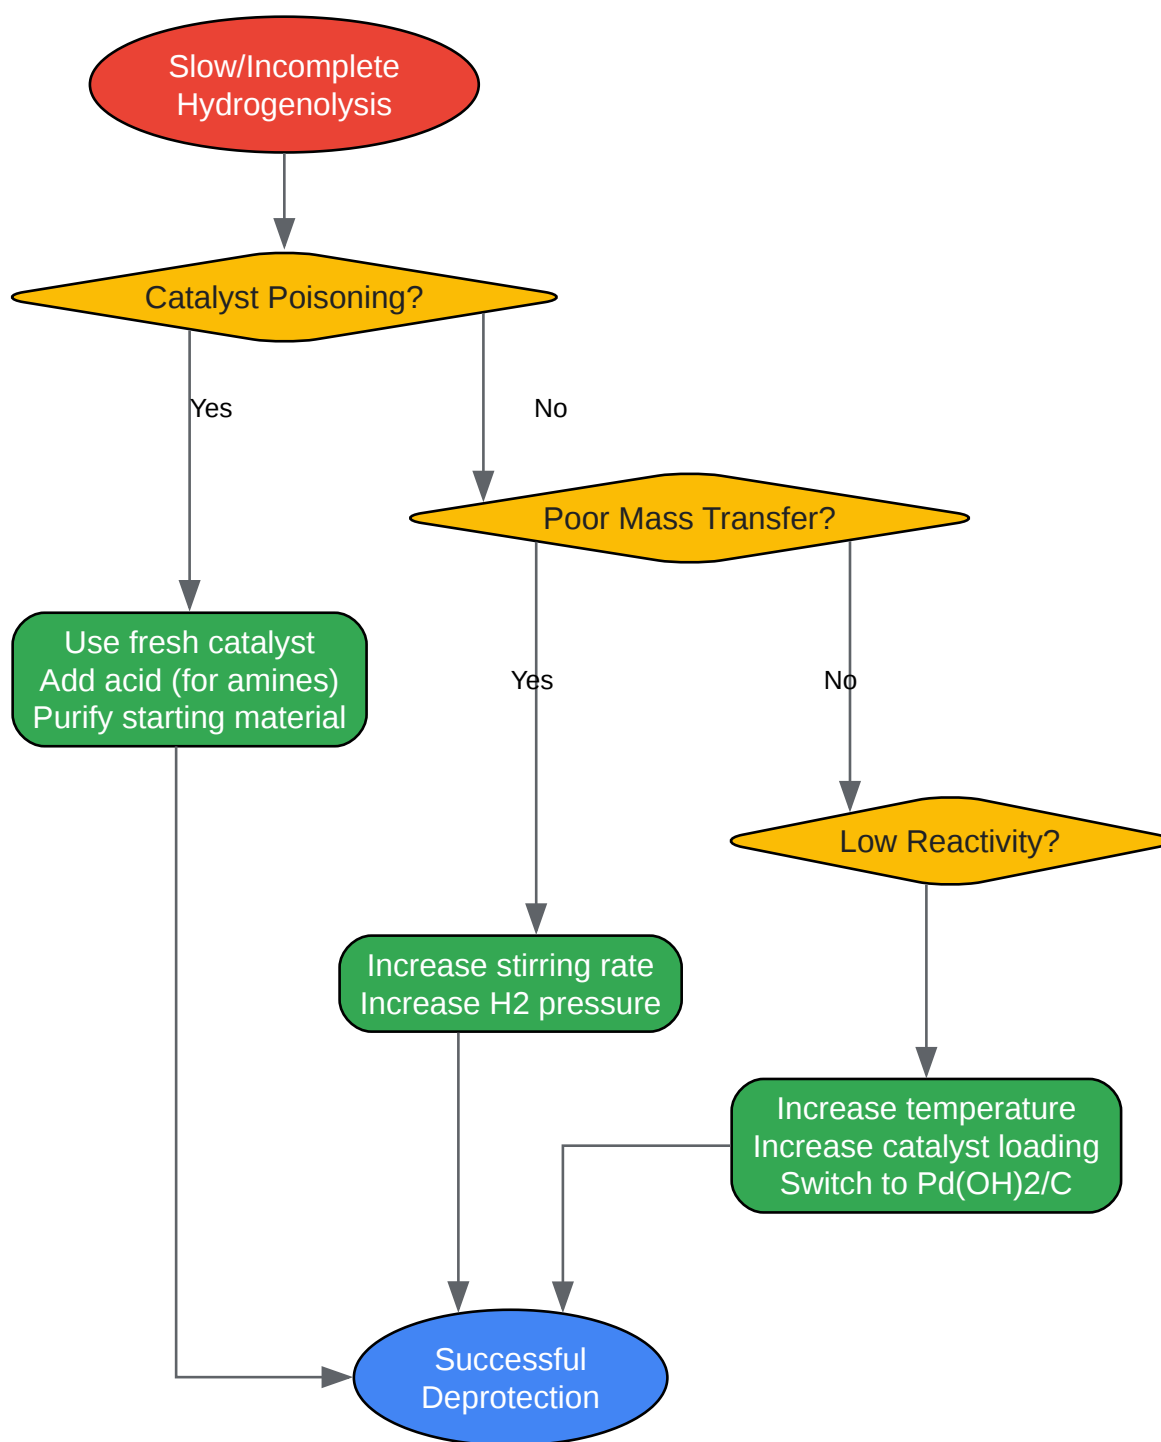 Slow/Incomplete
Hydrogenolysis
Catalyst Poisoning?
Yes
No
Poor Mass Transfer?
Use fresh catalyst
Add acid (for amines)
Purify starting material
Yes
No
Low Reactivity?
Increase stirring rate
Increase H2 pressure
Increase temperature
Increase catalyst loading
Switch to Pd(OH)2/C
Successful
Deprotection